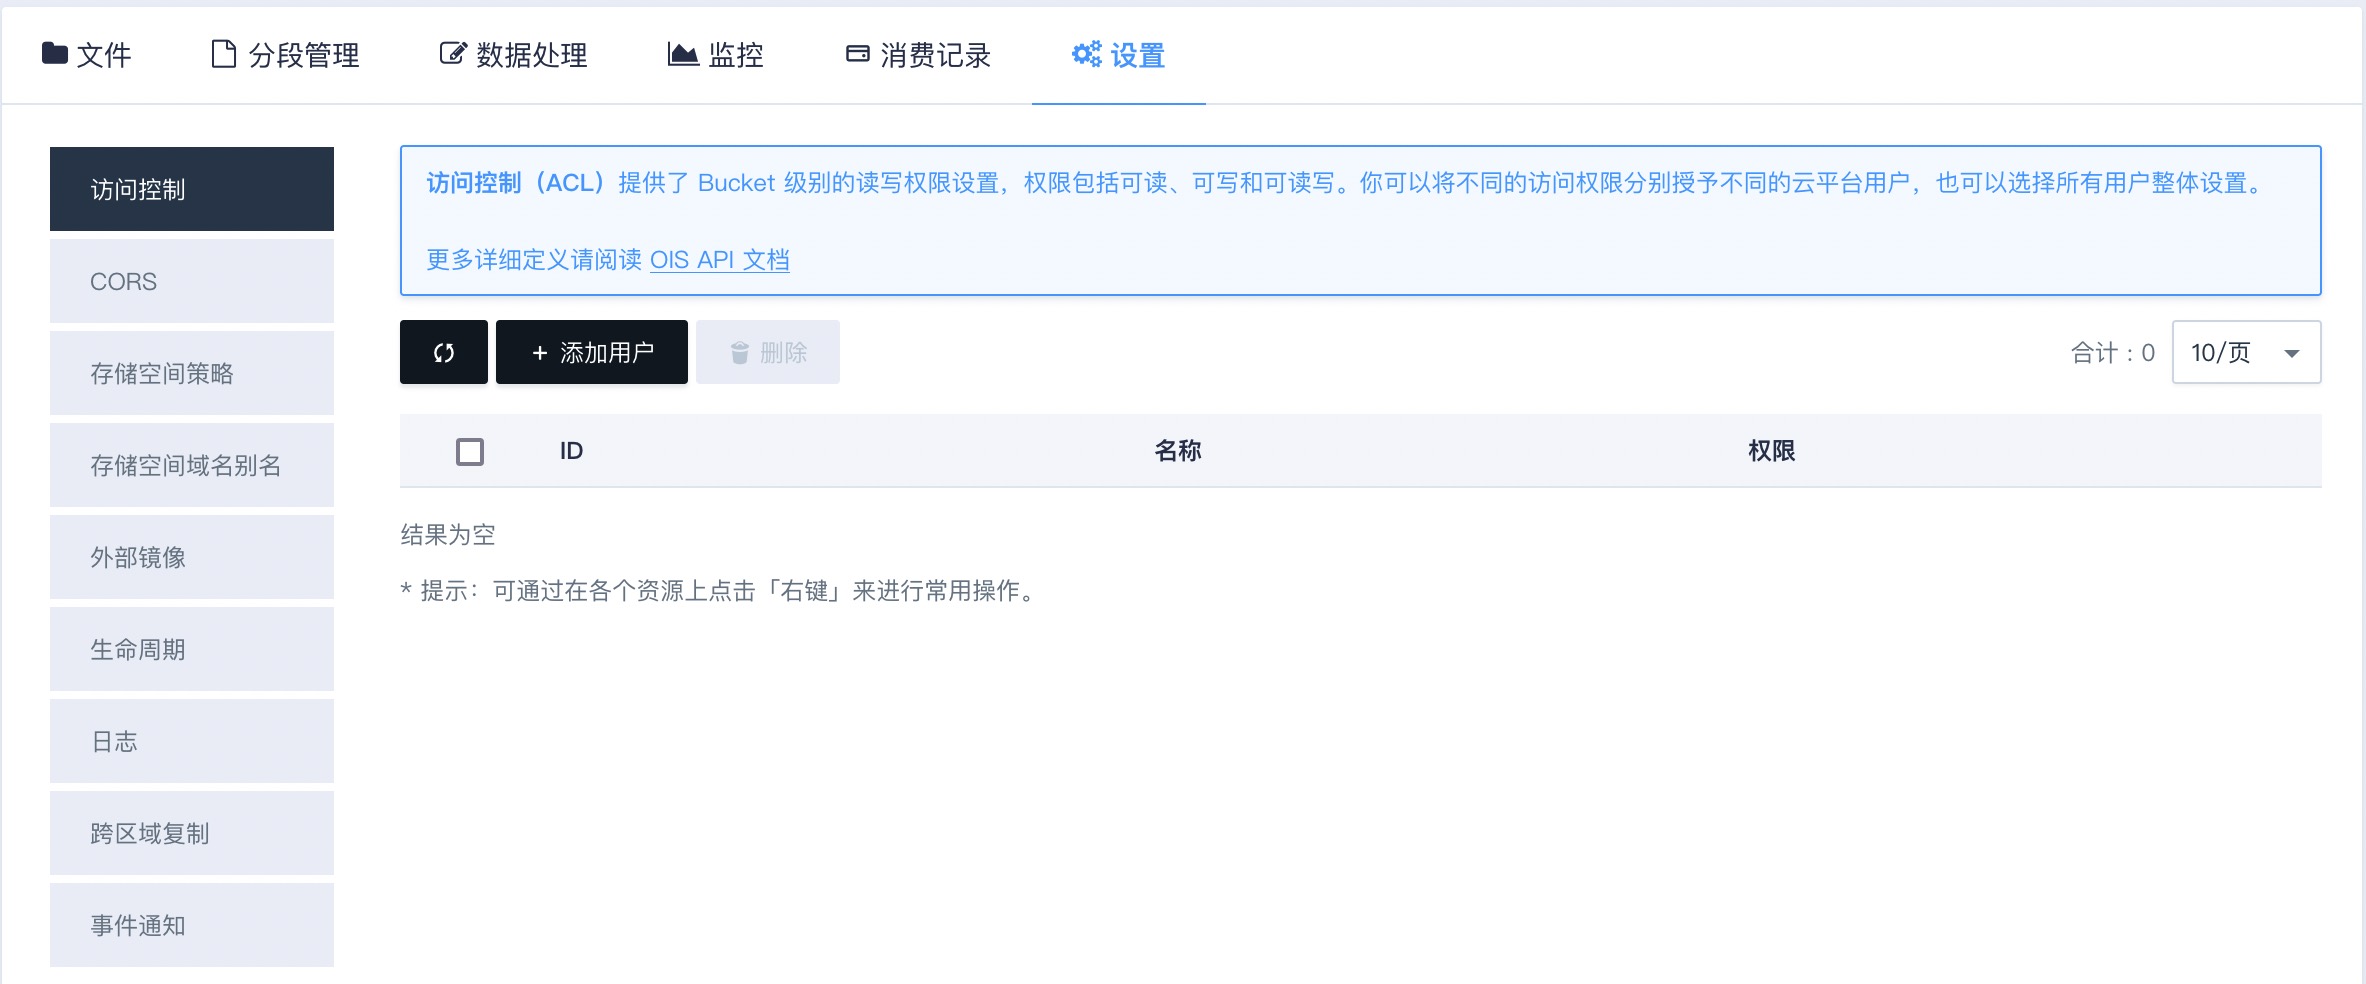 文件 分段管理 数据处理 监控 消费记录 设置
访问控制
CORS
存储空间策略
存储空间域名别名
外部镜像
生命周期
日志
跨区域复制
事件通知
访问控制（ACL）提供了 Bucket 级别的读写权限设置，权限包括可读、可写和可读写。你可以将不同的访问权限分别授予不同的云平台用户，也可以选择所有用户整体设置。
更多详细定义请阅读 OIS API 文档
+ 添加用户 删除 合计：0 10/页
ID 名称 权限
结果为空
* 提示：可通过在各个资源上点击「右键」来进行常用操作。